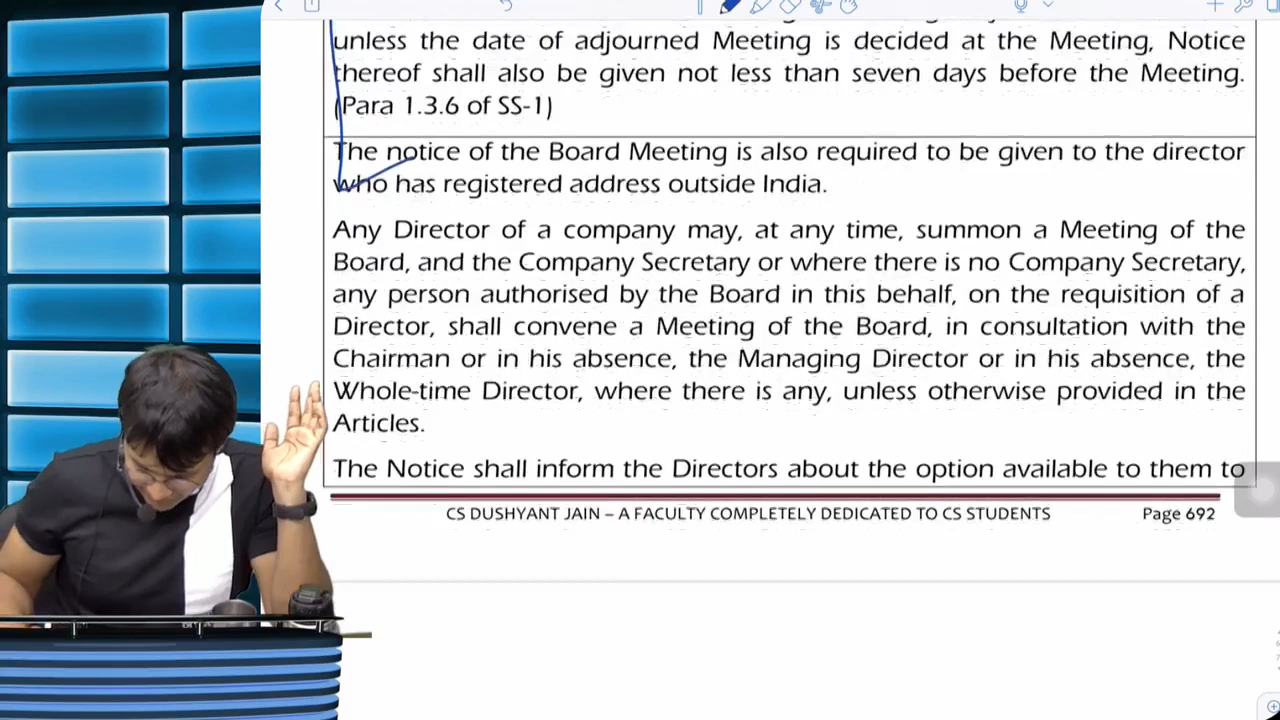 unless the date of adjourned Meeting is decided at the Meeting, Notice
thereof shall also be given not less than seven days before the Meeting.
(Para 1.3.6 of SS-1)
The notice of the Board Meeting is also required to be given to the director
who has registered address outside India.
Any Director of a company may, at any time, summon a Meeting of the
Board, and the Company Secretary or where there is no Company Secretary,
any person authorised by the Board in this behalf, on the requisition of a
Director, shall convene a Meeting of the Board, in consultation with the
Chairman or in his absence, the Managing Director or in his absence, the
Whole-time Director, where there is any, unless otherwise provided in the
Articles.
The Notice shall inform the Directors about the option available to them to
CS DUSHYANT JAIN – A FACULTY COMPLETELY DEDICATED TO CS STUDENTS Page 692